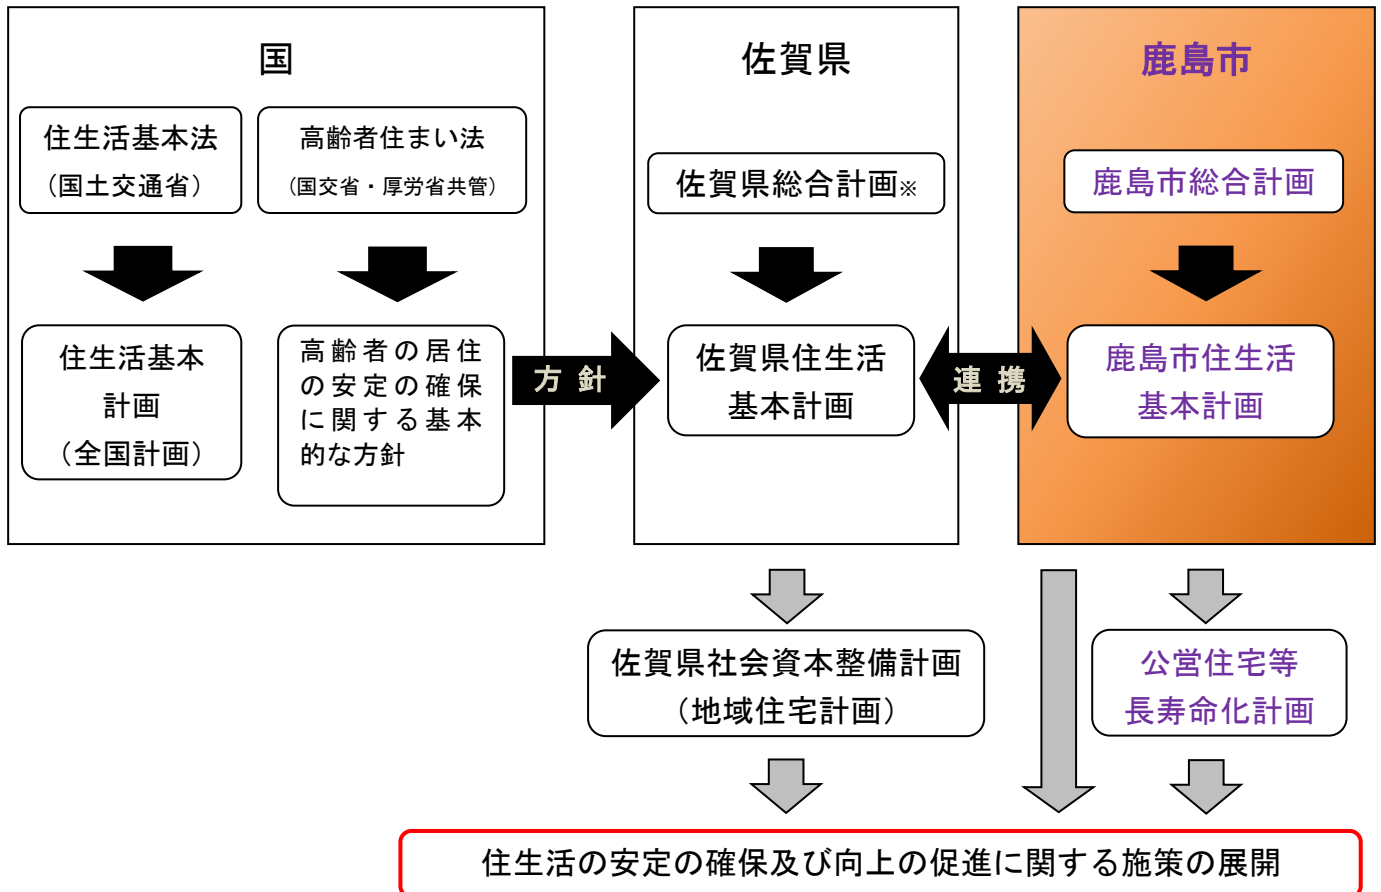 国
住生活基本法
（国土交通省）
高齢者住まい法
（国交省・厚労省共管）
住生活基本
計画
（全国計画）
高齢者の居住
の安定の確保
に関する基本
的な方針
方 針
佐賀県
佐賀県総合計画※
佐賀県住生活
基本計画
連 携
鹿島市
鹿島市総合計画
鹿島市住生活
基本計画
佐賀県社会資本整備計画
（地域住宅計画）
公営住宅等
長寿命化計画
住生活の安定の確保及び向上の促進に関する施策の展開